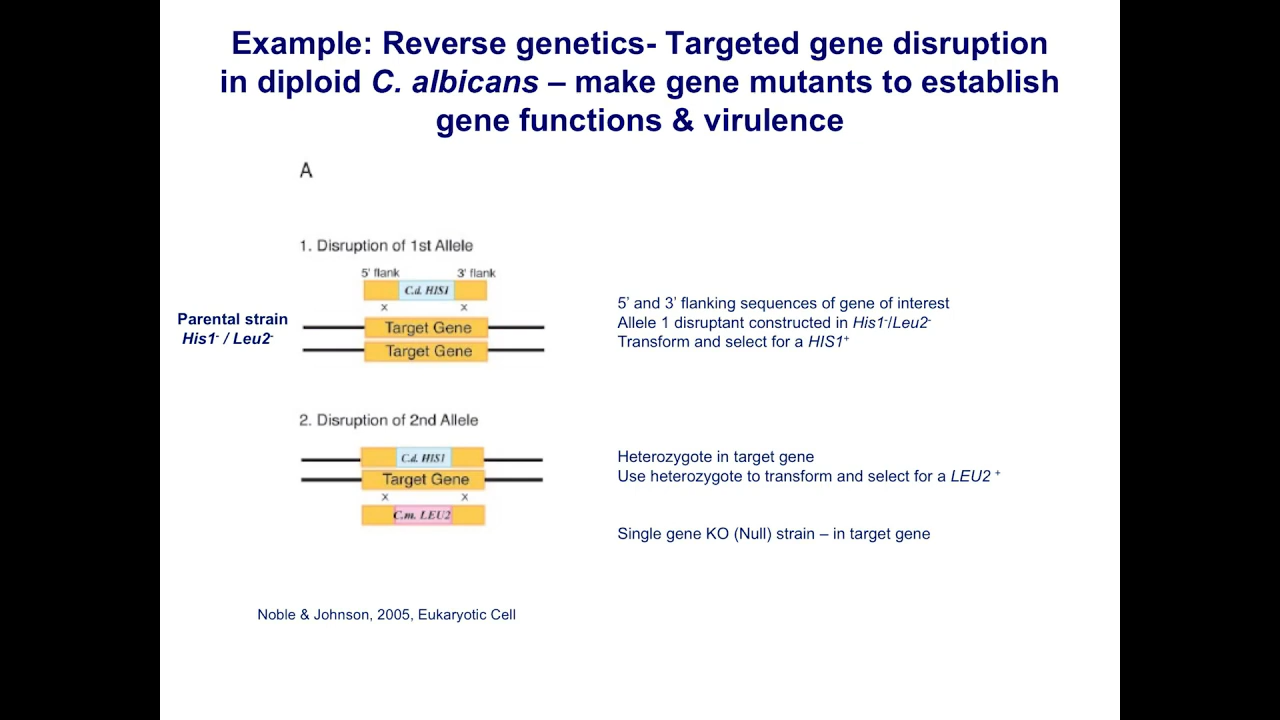 Example: Reverse genetics- Targeted gene disruption
in diploid C. albicans – make gene mutants to establish
gene functions & virulence
A
1. Disruption of 1st Allele
5' flank 3' flank
C.d. HIS1
x x
Parental strain
His1- / Leu2-
Target Gene
Target Gene
5’ and 3’ flanking sequences of gene of interest
Allele 1 disruptant constructed in His1-/Leu2-
Transform and select for a HIS1+
2. Disruption of 2nd Allele
C.d. HIS1
Target Gene
x x
C.m. LEU2
Heterozygote in target gene
Use heterozygote to transform and select for a LEU2 +
Single gene KO (Null) strain – in target gene
Noble & Johnson, 2005, Eukaryotic Cell